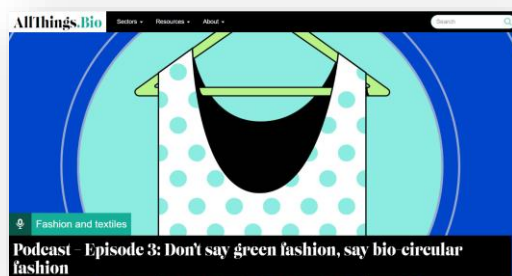 AllThings.Bio Sectors Resources About Search
Fashion and textiles
Podcast – Episode 3: Don't say green fashion, say bio-circular
fashion